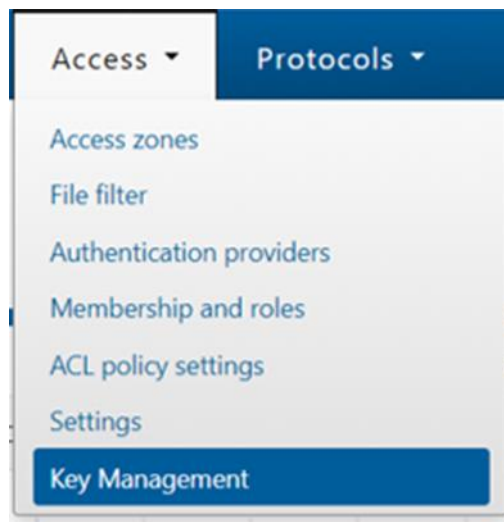 Access Protocols
Access zones
File filter
Authentication providers
Membership and roles
ACL policy settings
Settings
Key Management